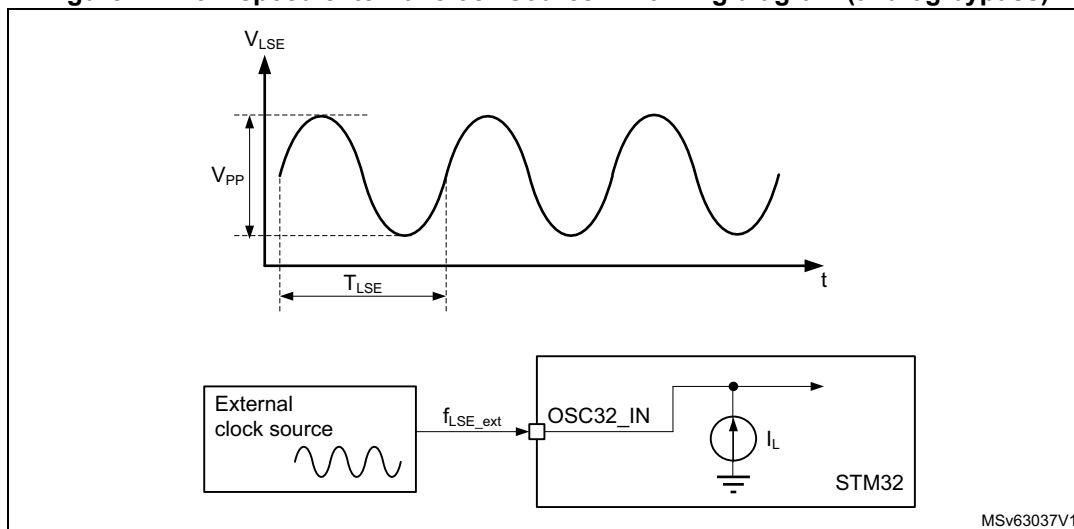 V_LSE
V_PP
T_LSE
t
External
clock source
f_LSE_ext
OSC32_IN
I_L
STM32
MSv63037V1